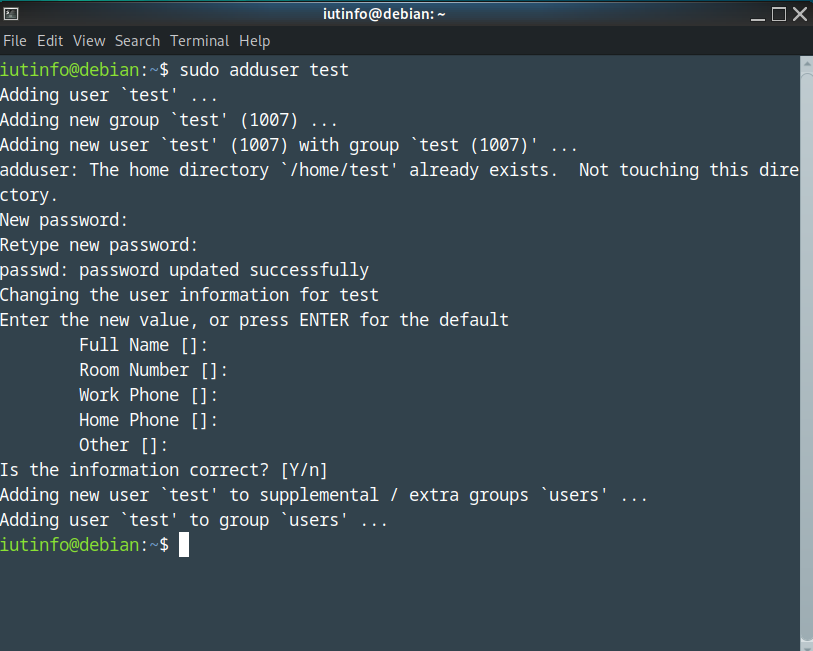 iutinfo@debian: ~
File Edit View Search Terminal Help
iutinfo@debian:~$ sudo adduser test
Adding user `test' ...
Adding new group `test' (1007) ...
Adding new user `test' (1007) with group `test (1007)' ...
adduser: The home directory `/home/test' already exists.  Not touching this dire
ctory.
New password:
Retype new password:
passwd: password updated successfully
Changing the user information for test
Enter the new value, or press ENTER for the default
        Full Name []:
        Room Number []:
        Work Phone []:
        Home Phone []:
        Other []:
Is the information correct? [Y/n]
Adding new user `test' to supplemental / extra groups `users' ...
Adding user `test' to group `users' ...
iutinfo@debian:~$